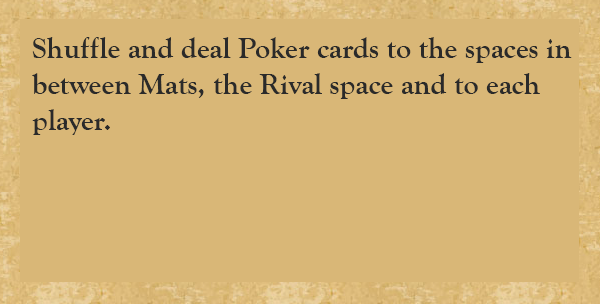 Shuffle and deal Poker cards to the spaces in
between Mats, the Rival space and to each
player.